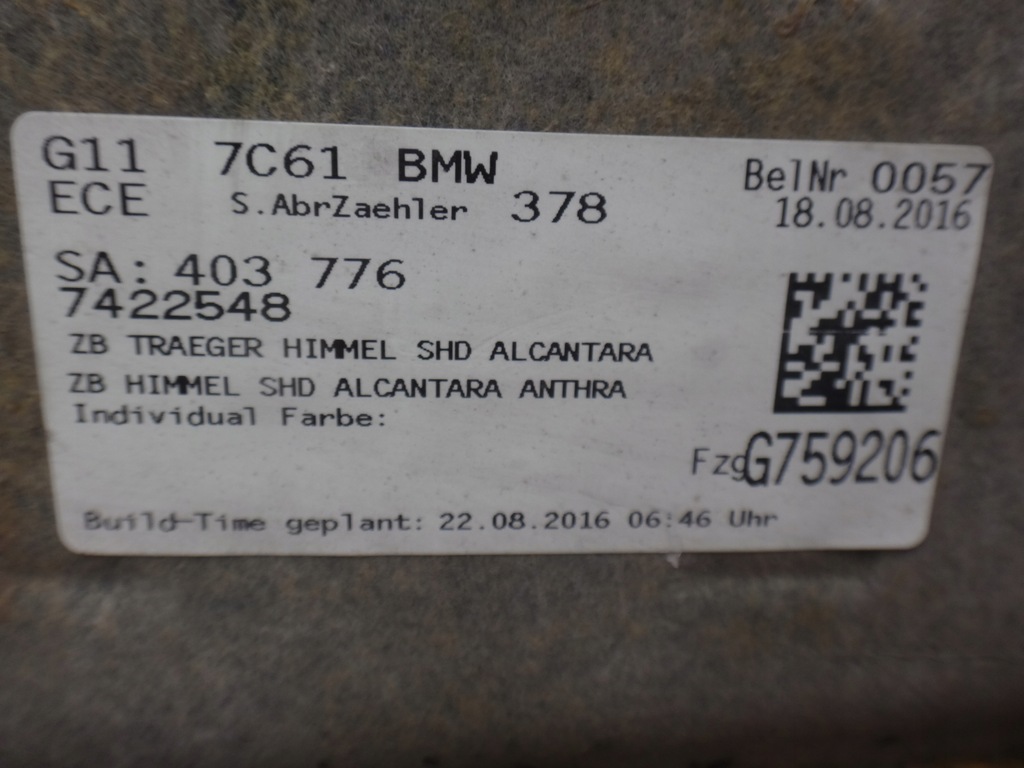 G11 7C61 BMW BelNr 0057
ECE S.AbrZaehler 378 18.08.2016
SA: 403 776
7422548
ZB TRAEGER HIMMEL SHD ALCANTARA
ZB HIMMEL SHD ALCANTARA ANTHRA
Individual Farbe:
FzgG759206
Build-Time geplant: 22.08.2016 06:46 Uhr